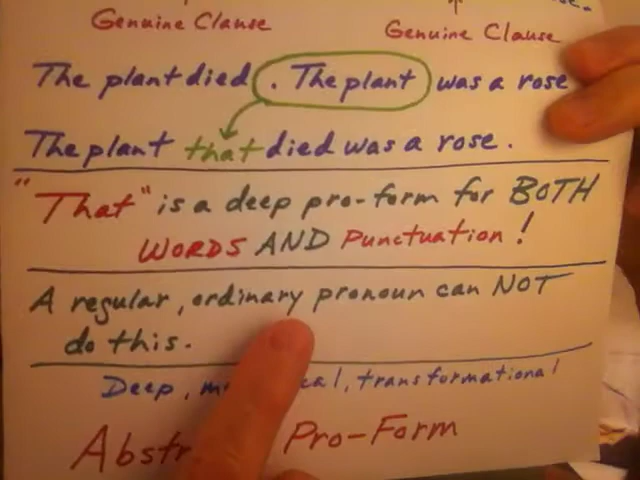 Genuine Clause
Genuine Clause
The plant died . The plant was a rose
The plant that died was a rose.
"That" is a deep pro-form for BOTH
WORDS AND Punctuation!
A regular, ordinary pronoun can NOT
do this.
Deep, transformational
Pro-Form